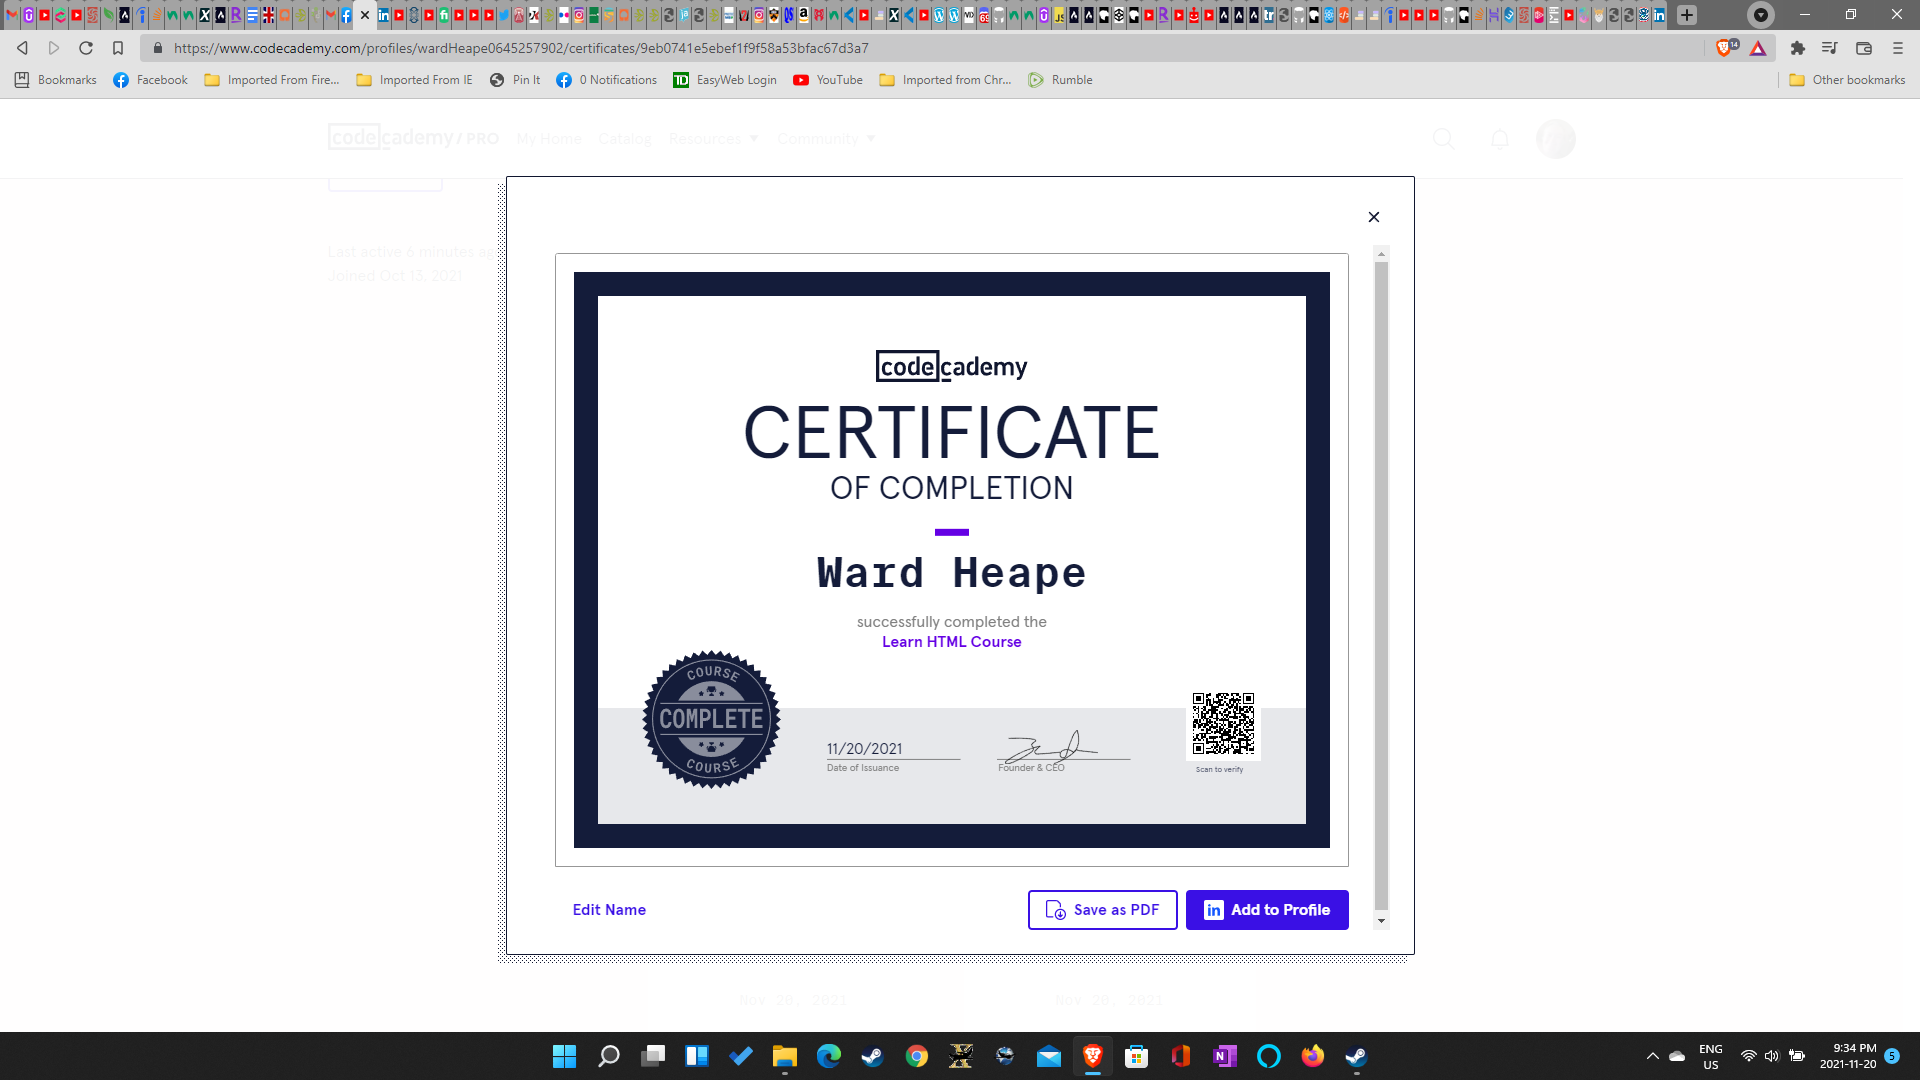 https://www.codecademy.com/profiles/wardHeape0645257902/certificates/9eb0741e5ebef1f9f58a53bfac67d3a7
14
Bookmarks
Facebook
Imported From Fire...
Imported From IE
Pin It
0 Notifications
EasyWeb Login
YouTube
Imported from Chr...
Rumble
Other bookmarks
codecademy / PRO
My Home
Catalog
Resources
Community
Last active 6 minutes ag
Joined Oct 13, 2021
codecademy
CERTIFICATE
OF COMPLETION
Ward Heape
successfully completed the
Learn HTML Course
COURSE
COMPLETE
COURSE
11/20/2021
Date of Issuance
Founder & CEO
Scan to verify
Edit Name
Save as PDF
in Add to Profile
Nov 20, 2021
Nov 20, 2021
ENG
US
9:34 PM
2021-11-20
5